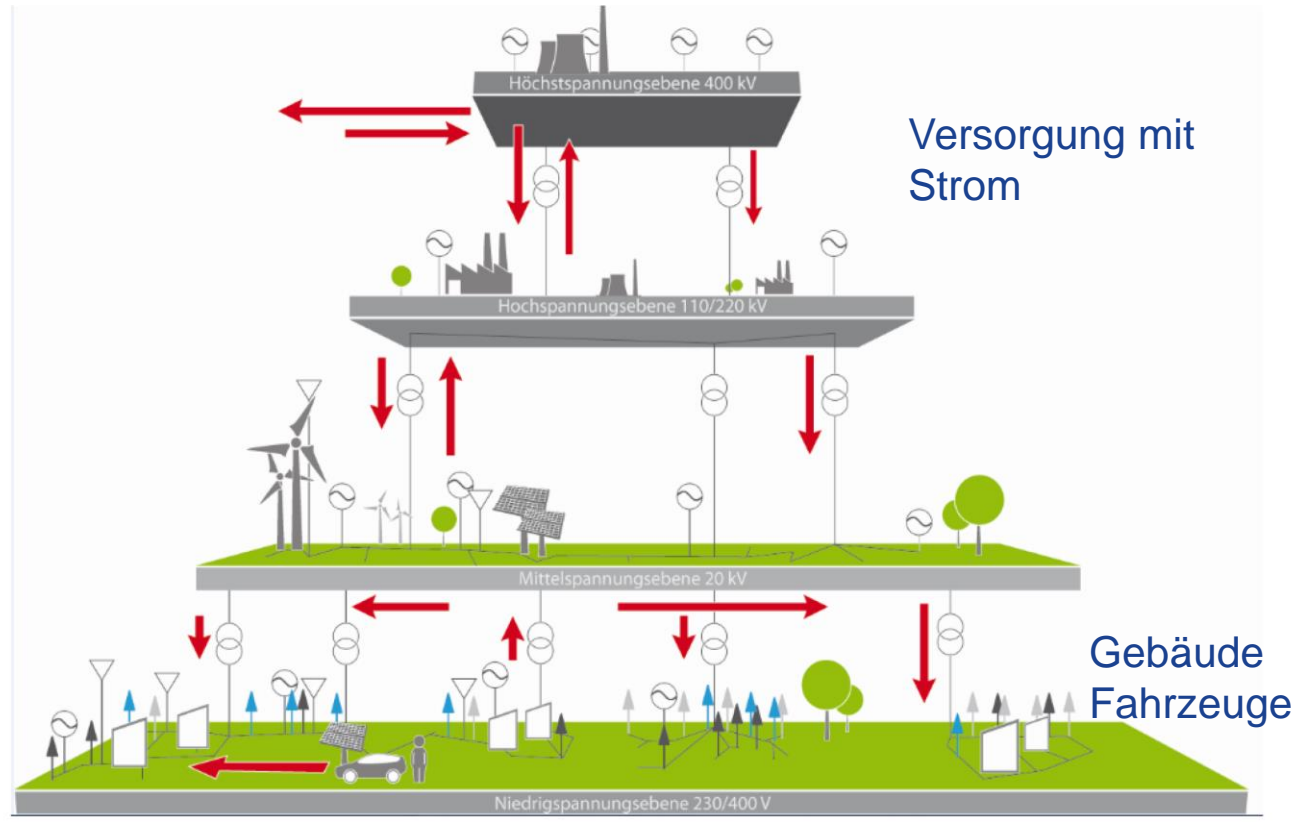 Höchstspannungsebene 400 kV
Versorgung mit
Strom
Hochspannungsebene 110/220 kV
Mittelspannungsebene 20 kV
Gebäude
Fahrzeuge
Niedrigspannungsebene 230/400 V